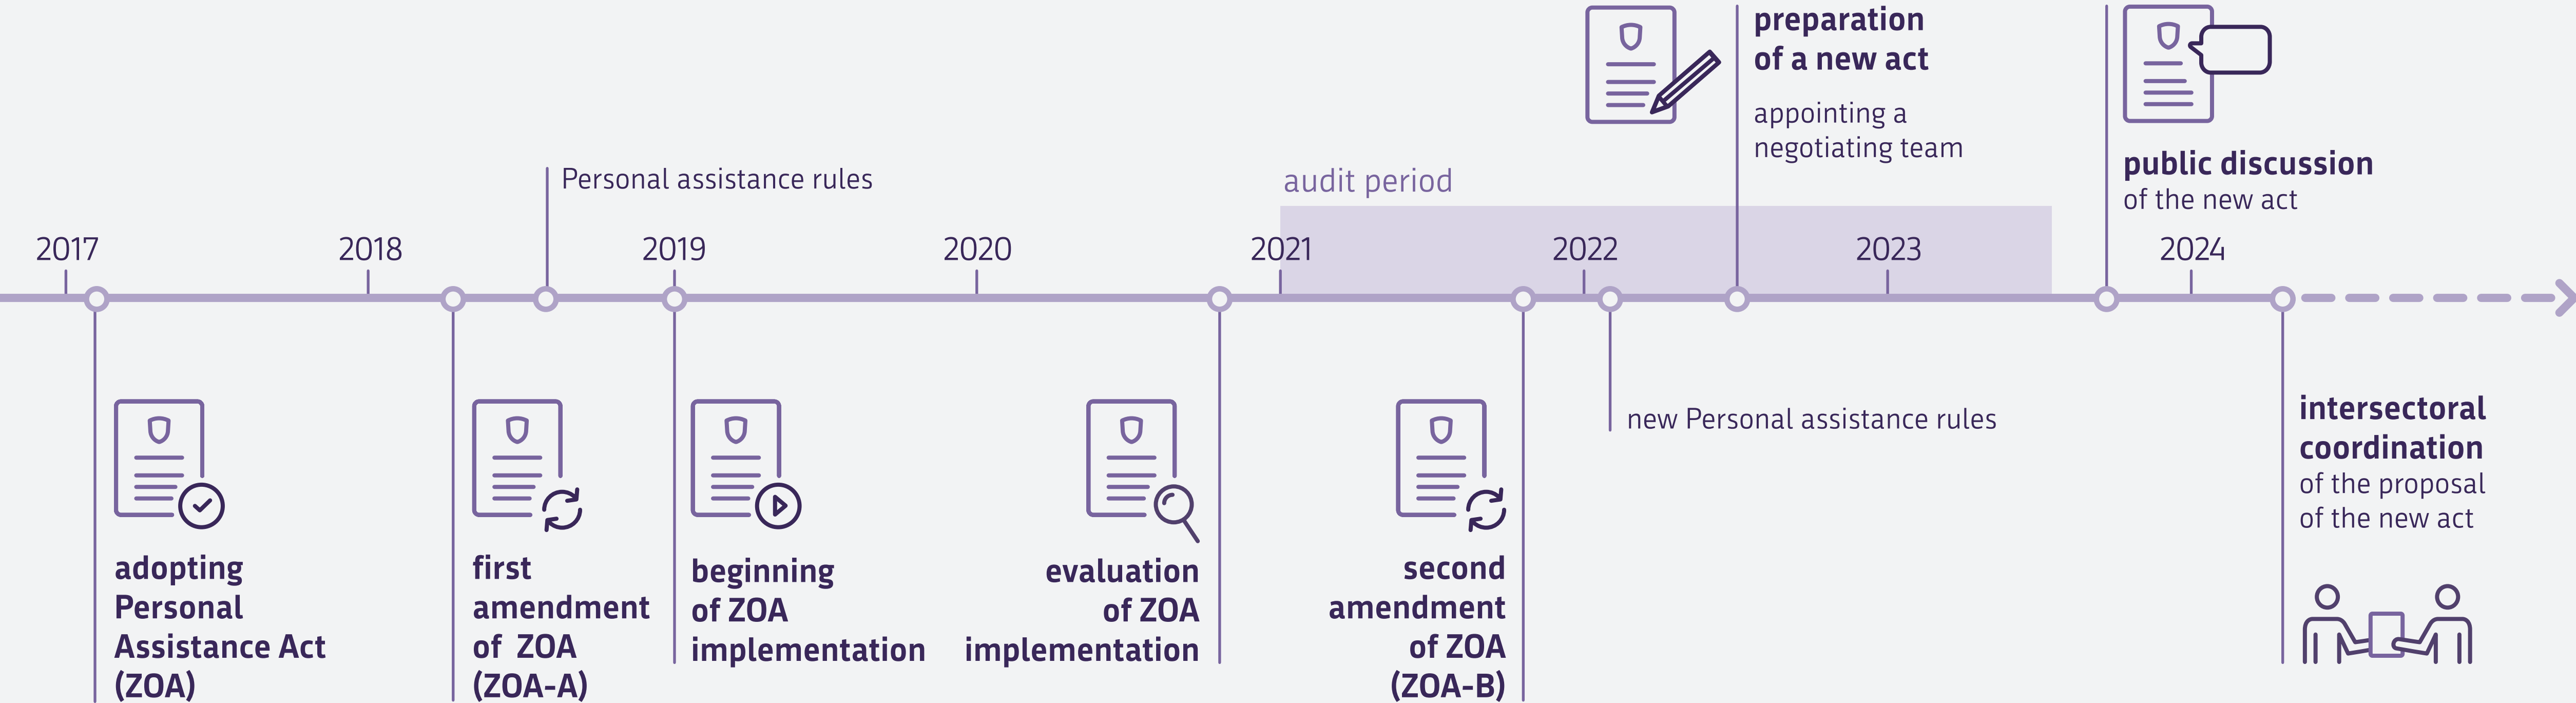 preparation
of a new act
appointing a
negotiating team
public discussion
of the new act
Personal assistance rules
audit period
2017
2018
2019
2020
2021
2022
2023
2024
new Personal assistance rules
adopting
Personal
Assistance Act
(ZOA)
first
amendment
of ZOA
(ZOA-A)
beginning
of ZOA
implementation
evaluation
of ZOA
implementation
second
amendment
of ZOA
(ZOA-B)
intersectoral
coordination
of the proposal
of the new act